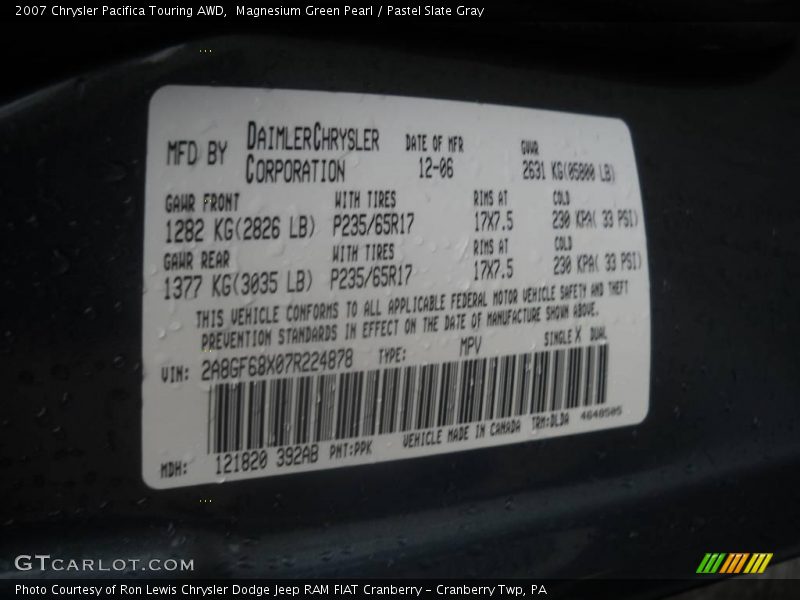 2007 Chrysler Pacifica Touring AWD,  Magnesium Green Pearl / Pastel Slate Gray
MFD BY DAIMLERCHRYSLER CORPORATION DATE OF MFR 12-06 GVWR 2631 KG(05800 LB)
GAWR FRONT WITH TIRES RIMS AT COLD
1282 KG(2826 LB) P235/65R17 17X7.5 230 KPA( 33 PSI)
GAWR REAR WITH TIRES RIMS AT COLD
1377 KG(3035 LB) P235/65R17 17X7.5 230 KPA( 33 PSI)
THIS VEHICLE CONFORMS TO ALL APPLICABLE FEDERAL MOTOR VEHICLE SAFETY AND THEFT
PREVENTION STANDARDS IN EFFECT ON THE DATE OF MANUFACTURE SHOWN ABOVE.
VIN: 2A8GF68X07R224878 TYPE: MPV SINGLE X DUAL
MDH: 121820 392AB PNT:PPK VEHICLE MADE IN CANADA TRM:DLDA 4648505
GTCARLOT.COM
Photo Courtesy of Ron Lewis Chrysler Dodge Jeep RAM FIAT Cranberry – Cranberry Twp, PA